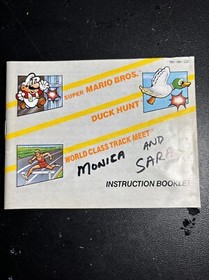 SUPER MARIO BROS.
DUCK HUNT
WORLD CLASS TRACK MEET
MONICA AND
SARA
INSTRUCTION BOOKLET